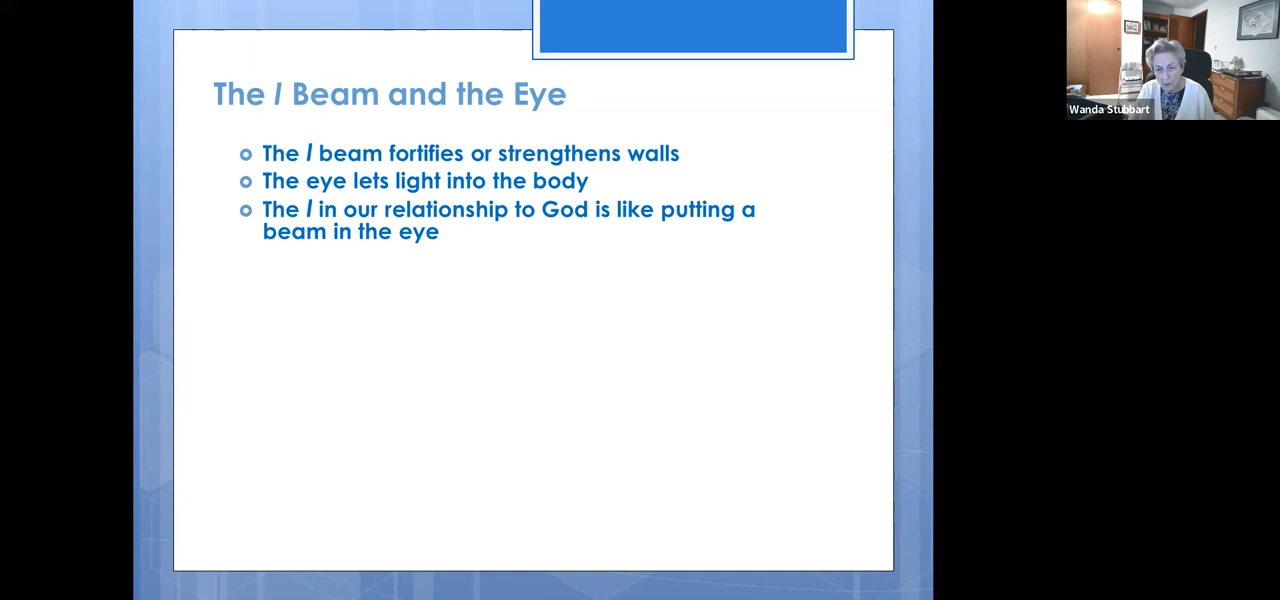 The I Beam and the Eye
The I beam fortifies or strengthens walls
The eye lets light into the body
The I in our relationship to God is like putting a
beam in the eye
Wanda Stubbart